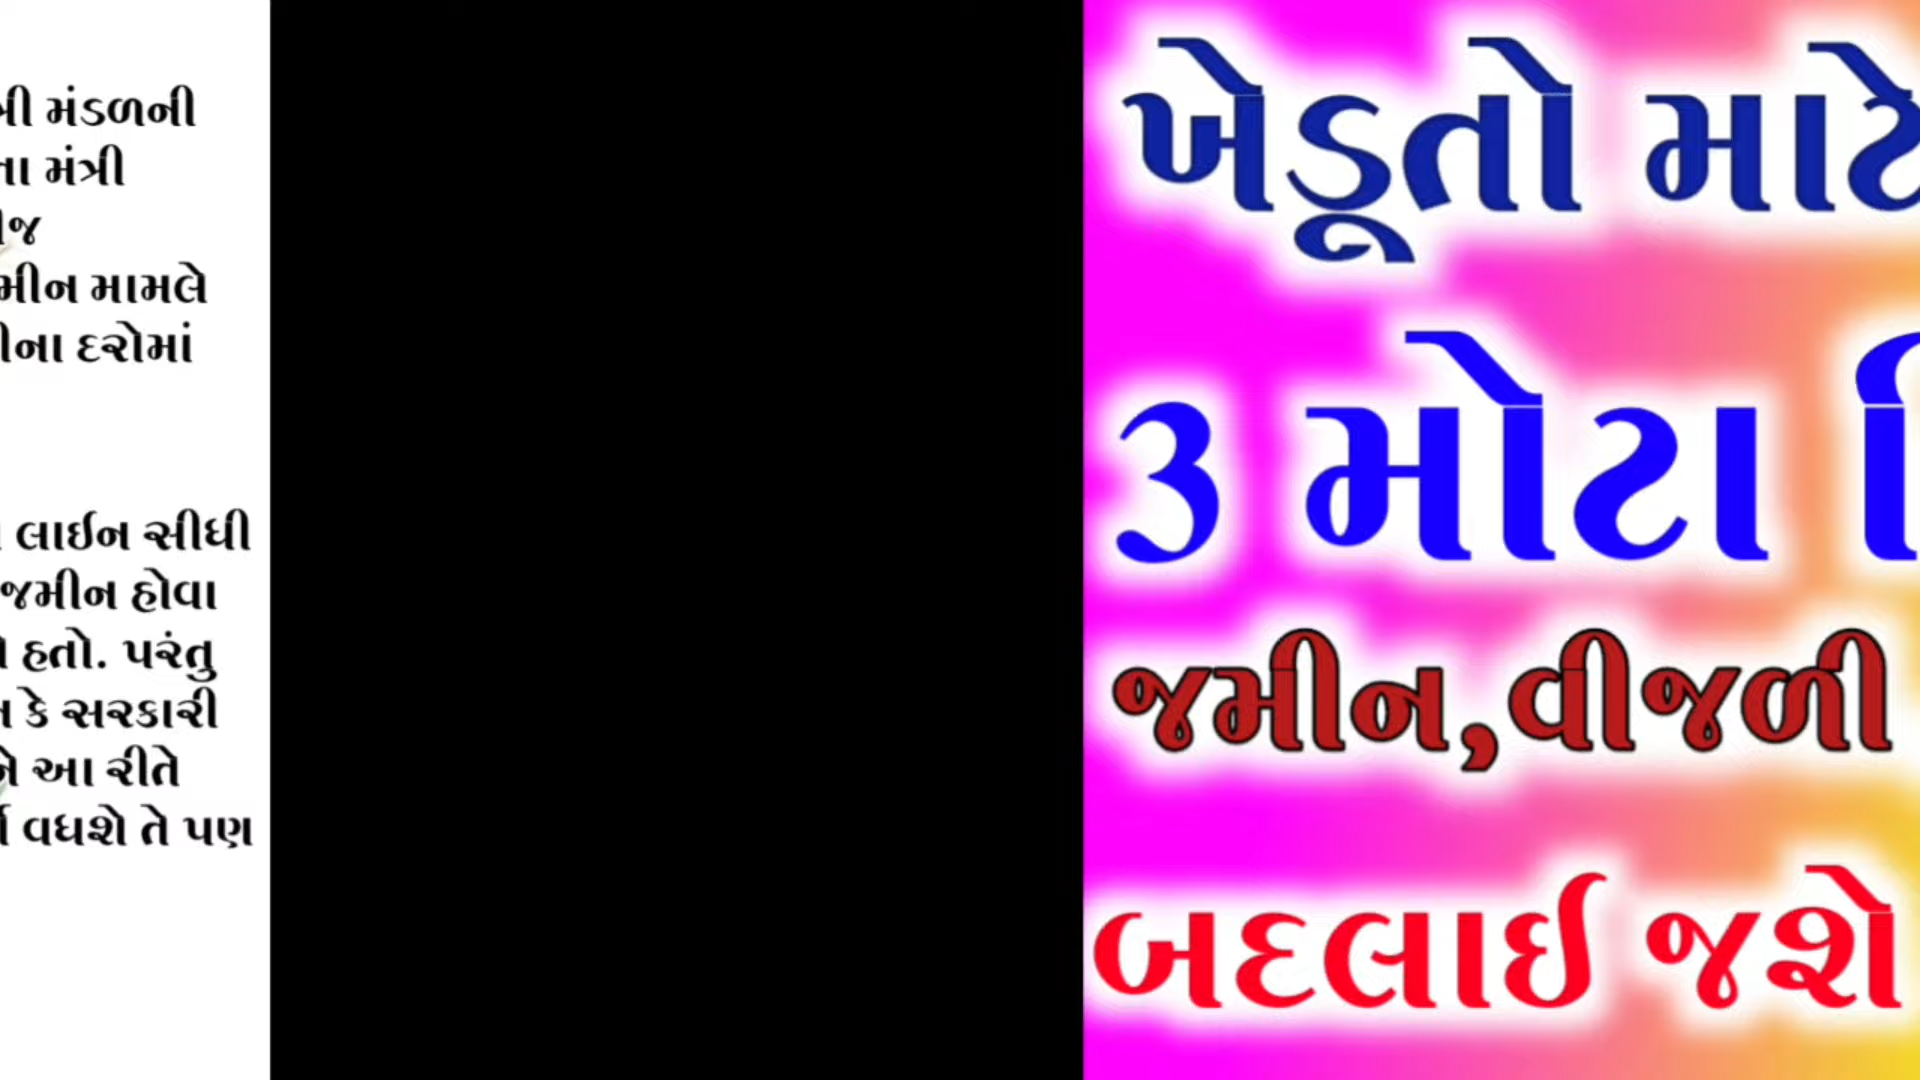 મંડળની
મંત્રી
મામલે
દરોમાં
લાઈન સીધી
જમીન હોવા
હતો. પરંતુ
કે સરકારી
આ રીતે
વધશે તે પણ
ખેડૂતો માટે
3 મોટા
જમીન,વીજળી
બદલાઈ જશે